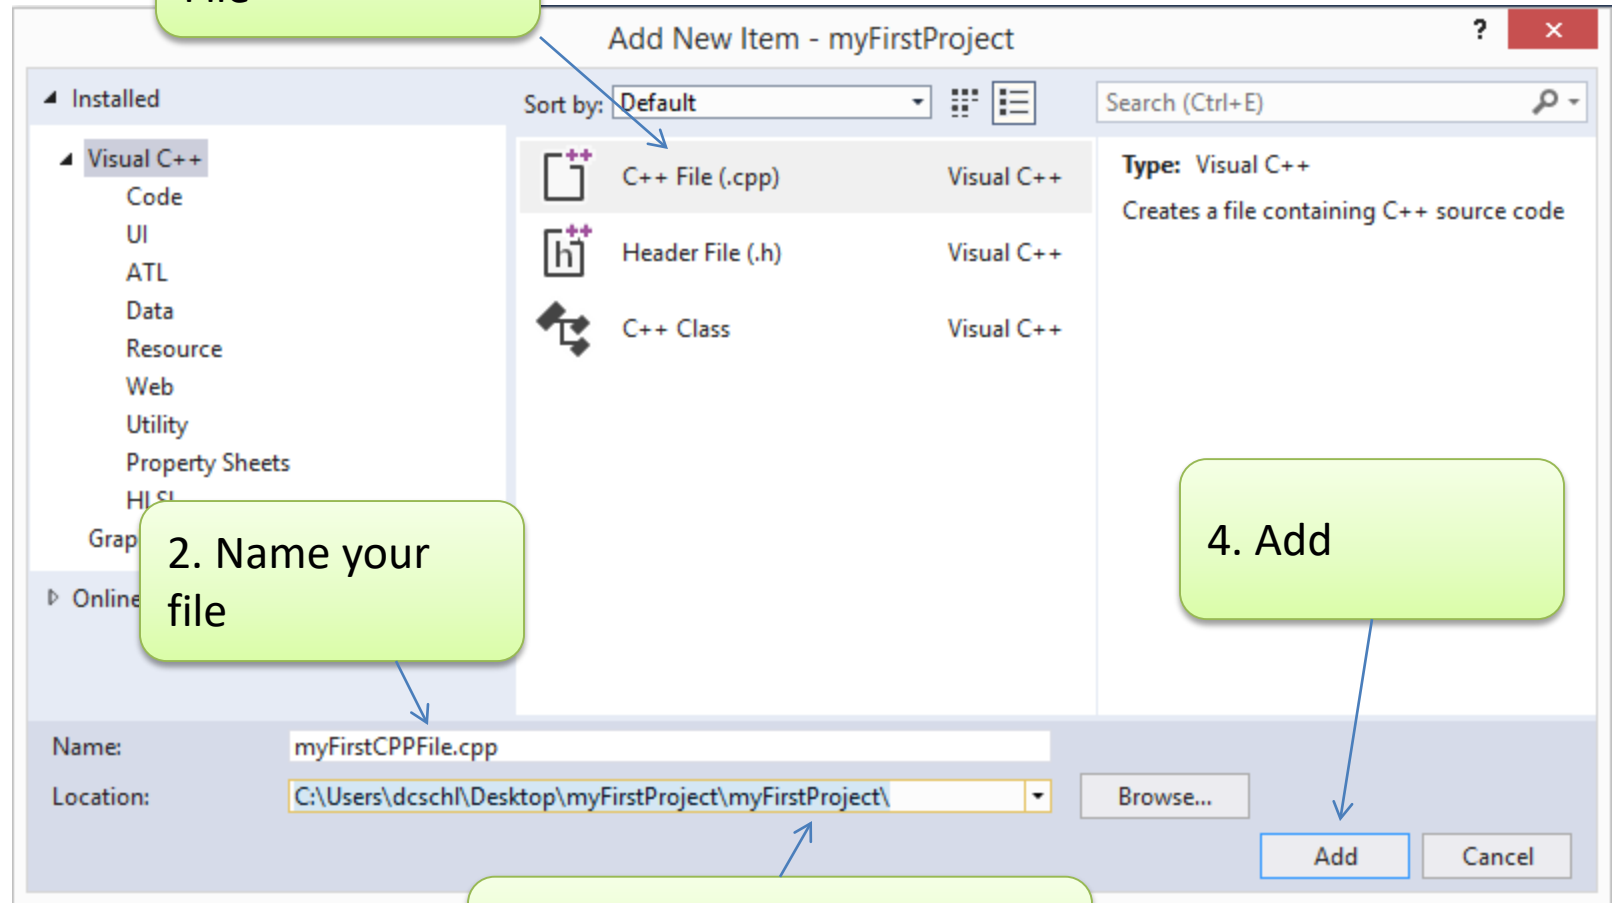 File
Add New Item - myFirstProject
?
Installed
Sort by: Default
Search (Ctrl+E)
Visual C++
Code
UI
ATL
Data
Resource
Web
Utility
Property Sheets
C++ File (.cpp) Visual C++
Header File (.h) Visual C++
C++ Class Visual C++
Type: Visual C++
Creates a file containing C++ source code
Online
2. Name your
file
4. Add
Name: myFirstCPPFile.cpp
Location: C:\Users\dcschl\Desktop\myFirstProject\myFirstProject\
Browse...
Add Cancel